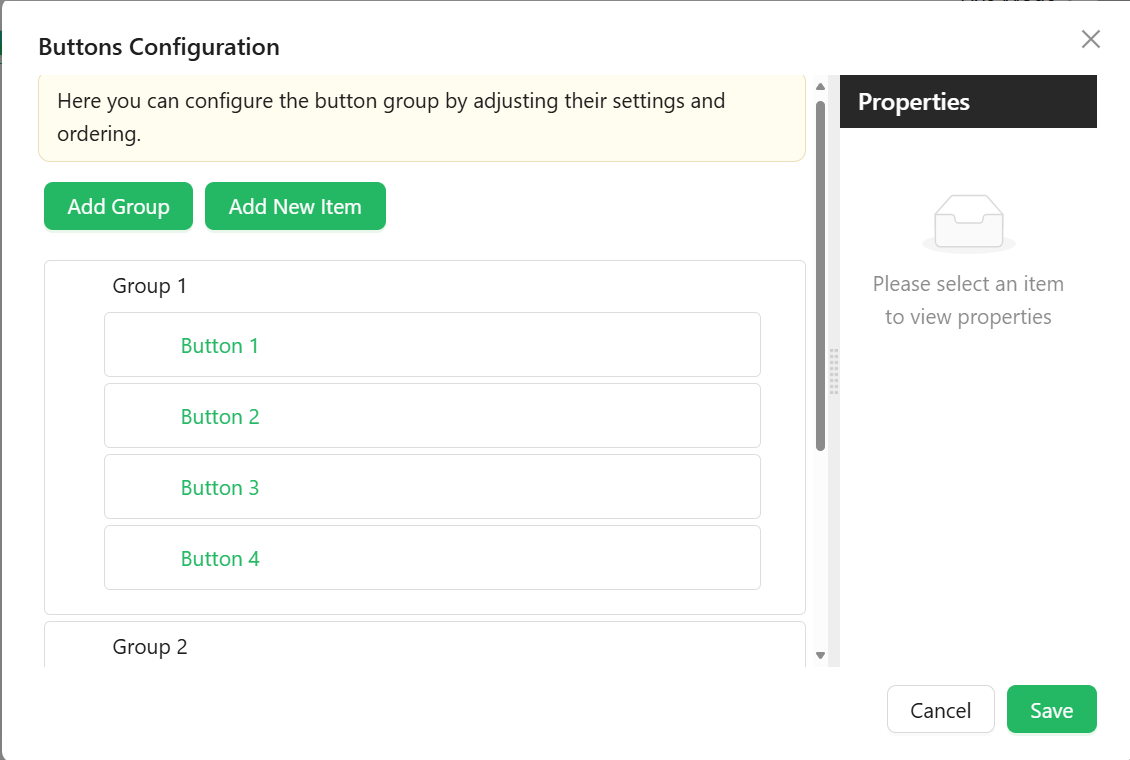 Buttons Configuration
Here you can configure the button group by adjusting their settings and
ordering.
Add Group
Add New Item
Group 1
Button 1
Button 2
Button 3
Button 4
Group 2
Properties
Please select an item
to view properties
Cancel
Save